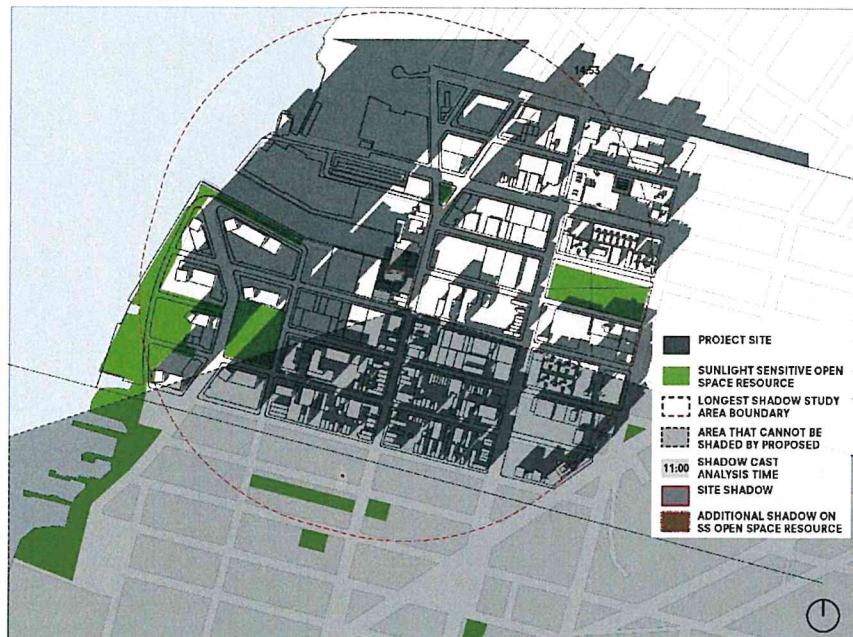 14:53
PROJECT SITE
SUNLIGHT SENSITIVE OPEN
SPACE RESOURCE
LONGEST SHADOW STUDY
AREA BOUNDARY
AREA THAT CANNOT BE
SHADED BY PROPOSED
11:00 SHADOW CAST
ANALYSIS TIME
SITE SHADOW
ADDITIONAL SHADOW ON
SS OPEN SPACE RESOURCE